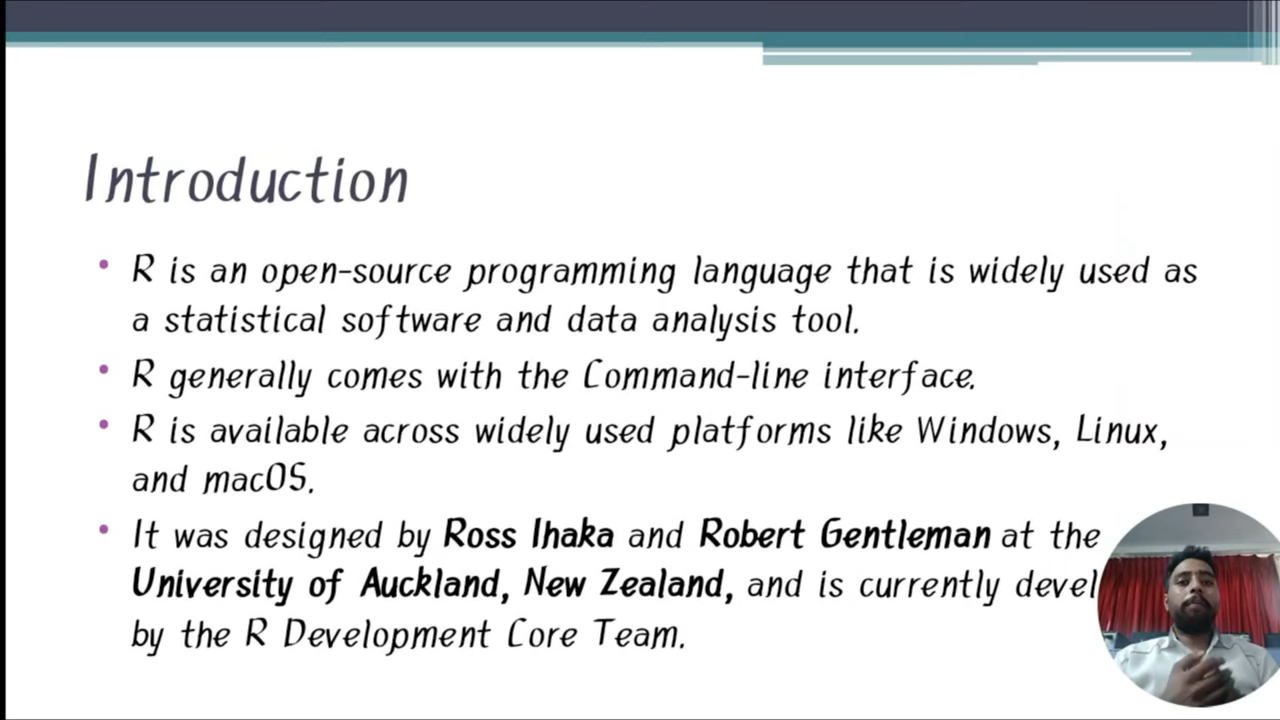 Introduction
• R is an open-source programming language that is widely used as
a statistical software and data analysis tool.
• R generally comes with the Command-line interface.
• R is available across widely used platforms like Windows, Linux,
and macOS.
• It was designed by Ross Ihaka and Robert Gentleman at the
University of Auckland, New Zealand, and is currently devel
by the R Development Core Team.